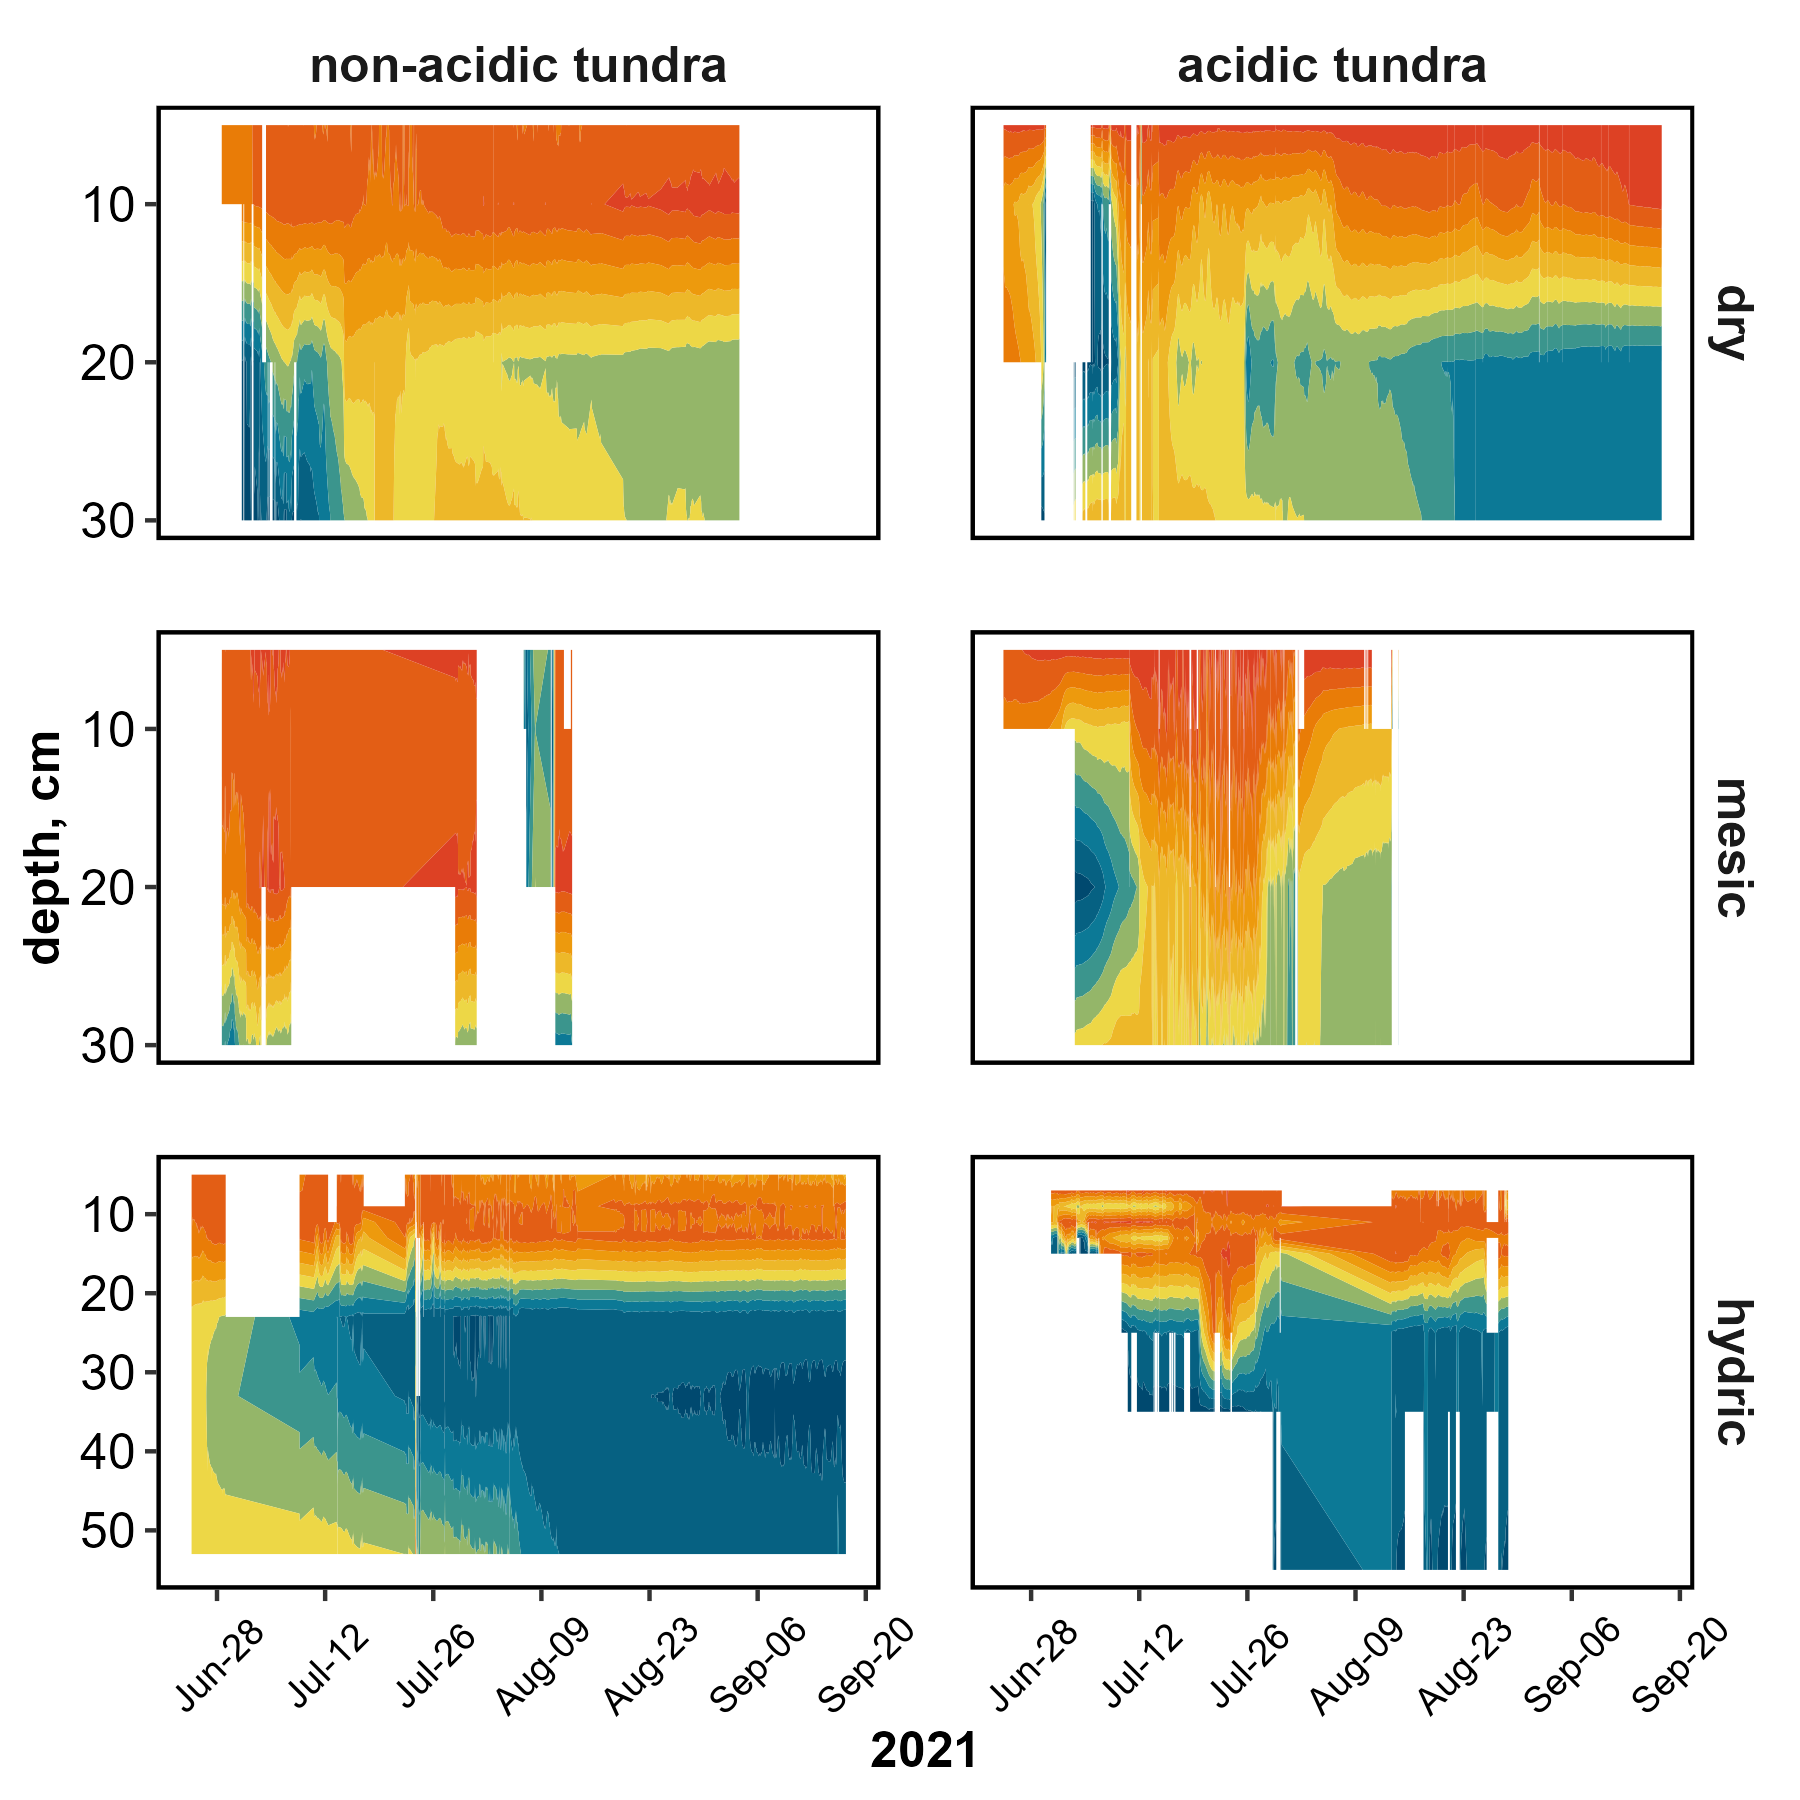 non-acidic tundra
acidic tundra
10
20
30
dry
depth, cm
10
20
30
mesic
10
20
30
40
50
hydric
Jun-28
Jul-12
Jul-26
Aug-09
Aug-23
Sep-06
Sep-20
Jun-28
Jul-12
Jul-26
Aug-09
Aug-23
Sep-06
Sep-20
2021